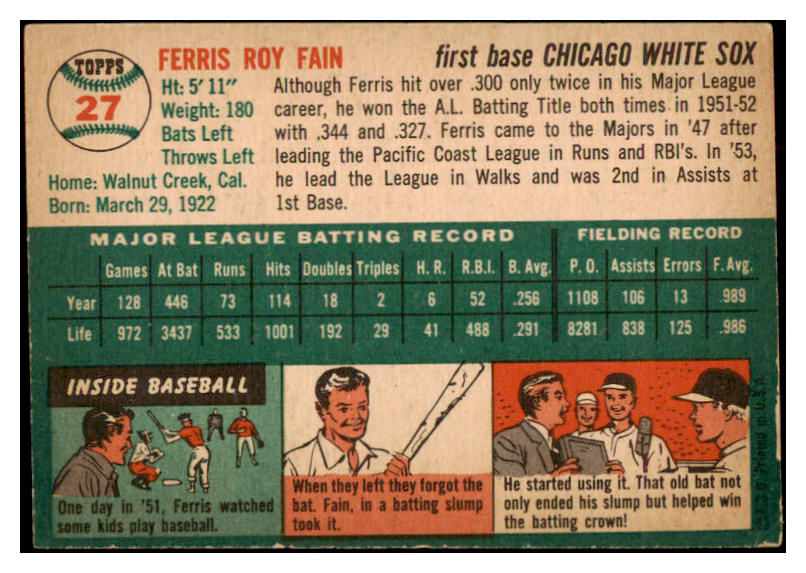 TOPPS
27
FERRIS ROY FAIN
first base CHICAGO WHITE SOX
Ht: 5' 11"
Weight: 180
Bats Left
Throws Left
Home: Walnut Creek, Cal.
Born: March 29, 1922
Although Ferris hit over .300 only twice in his Major League
career, he won the A.L. Batting Title both times in 1951-52
with .344 and .327. Ferris came to the Majors in '47 after
leading the Pacific Coast League in Runs and RBI's. In '53,
he lead the League in Walks and was 2nd in Assists at
1st Base.
MAJOR LEAGUE BATTING RECORD
FIELDING RECORD
Games At Bat Runs Hits Doubles Triples H. R. R.B.I. B. Avg. P. O. Assists Errors F. Avg.
Year 128 446 73 114 18 2 6 52 .256 1108 106 13 .989
Life 972 3437 533 1001 192 29 41 488 .291 8281 838 125 .986
INSIDE BASEBALL
One day in '51, Ferris watched
some kids play baseball.
When they left they forgot the
bat. Fain, in a batting slump
took it.
He started using it. That old bat not
only ended his slump but helped win
the batting crown!
Printed in U.S.A.